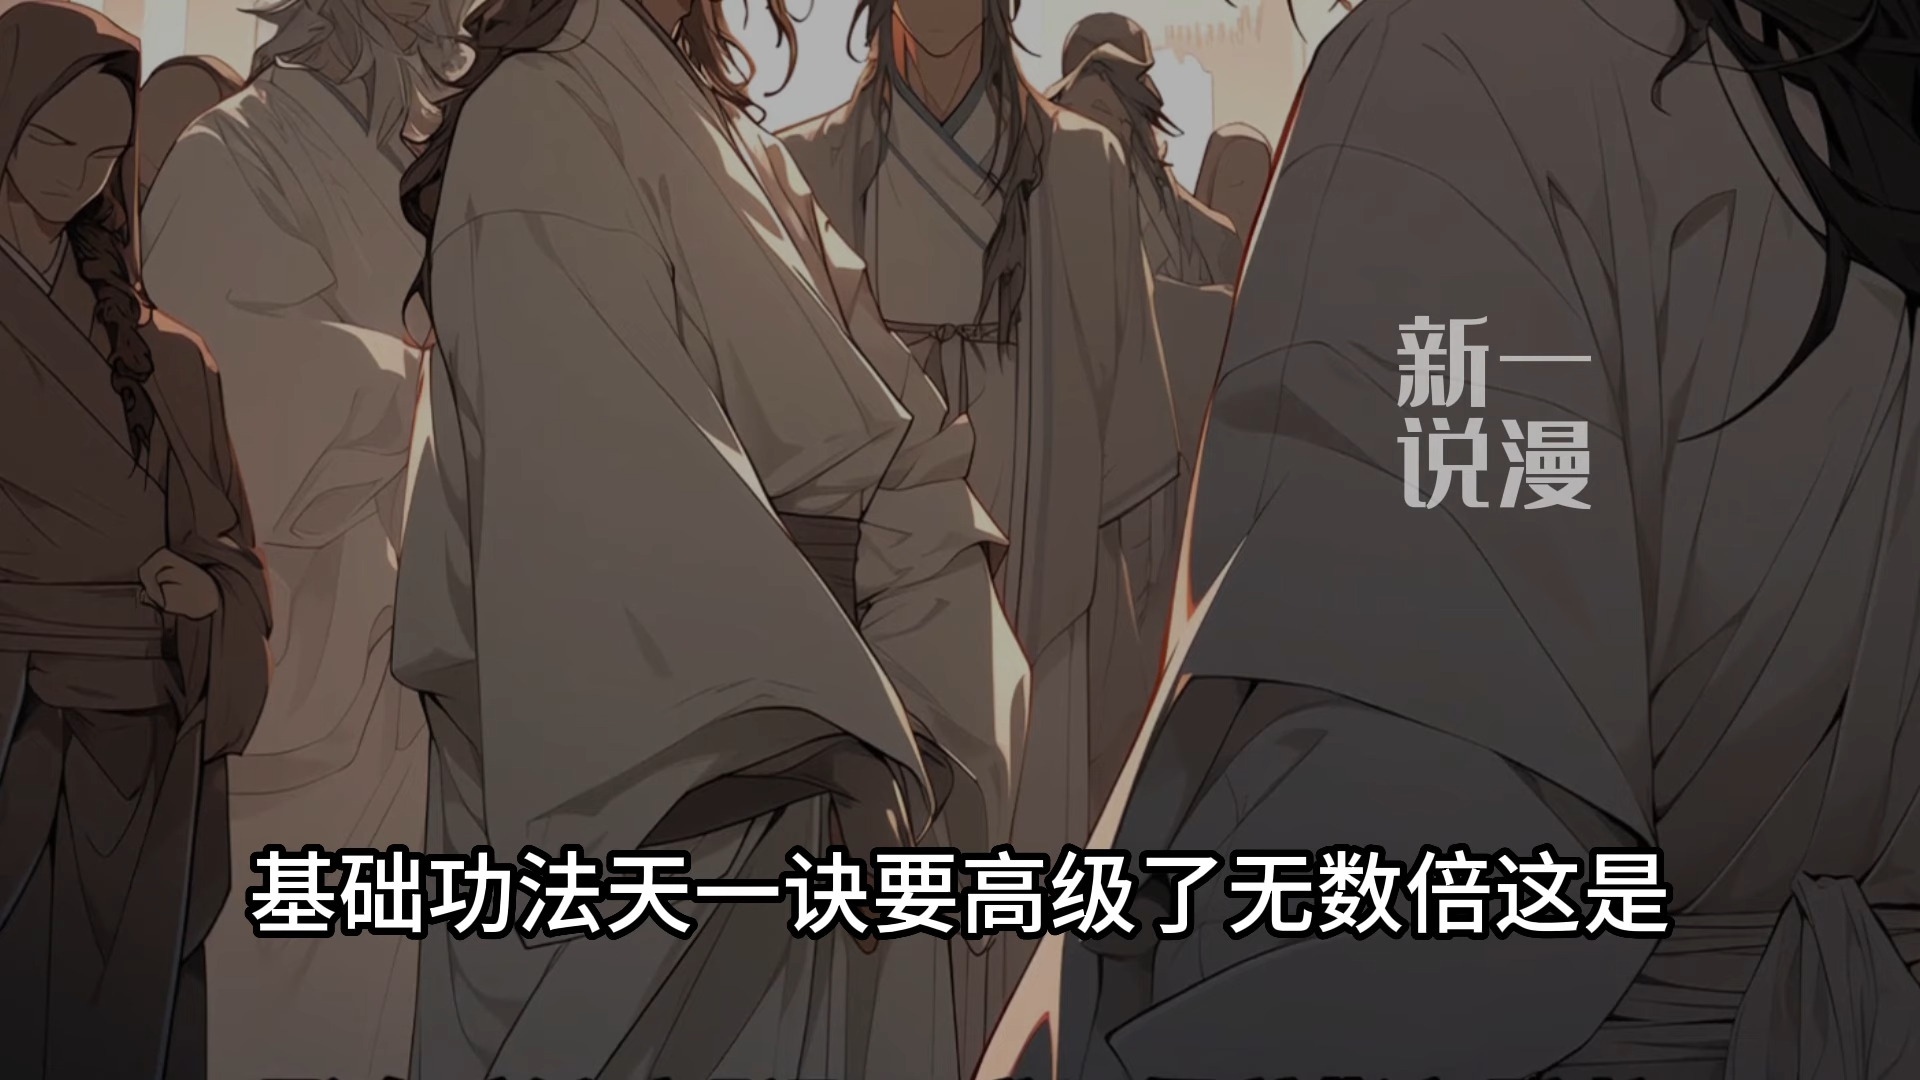 新一
说漫
基础功法天一诀要高级了无数倍这是